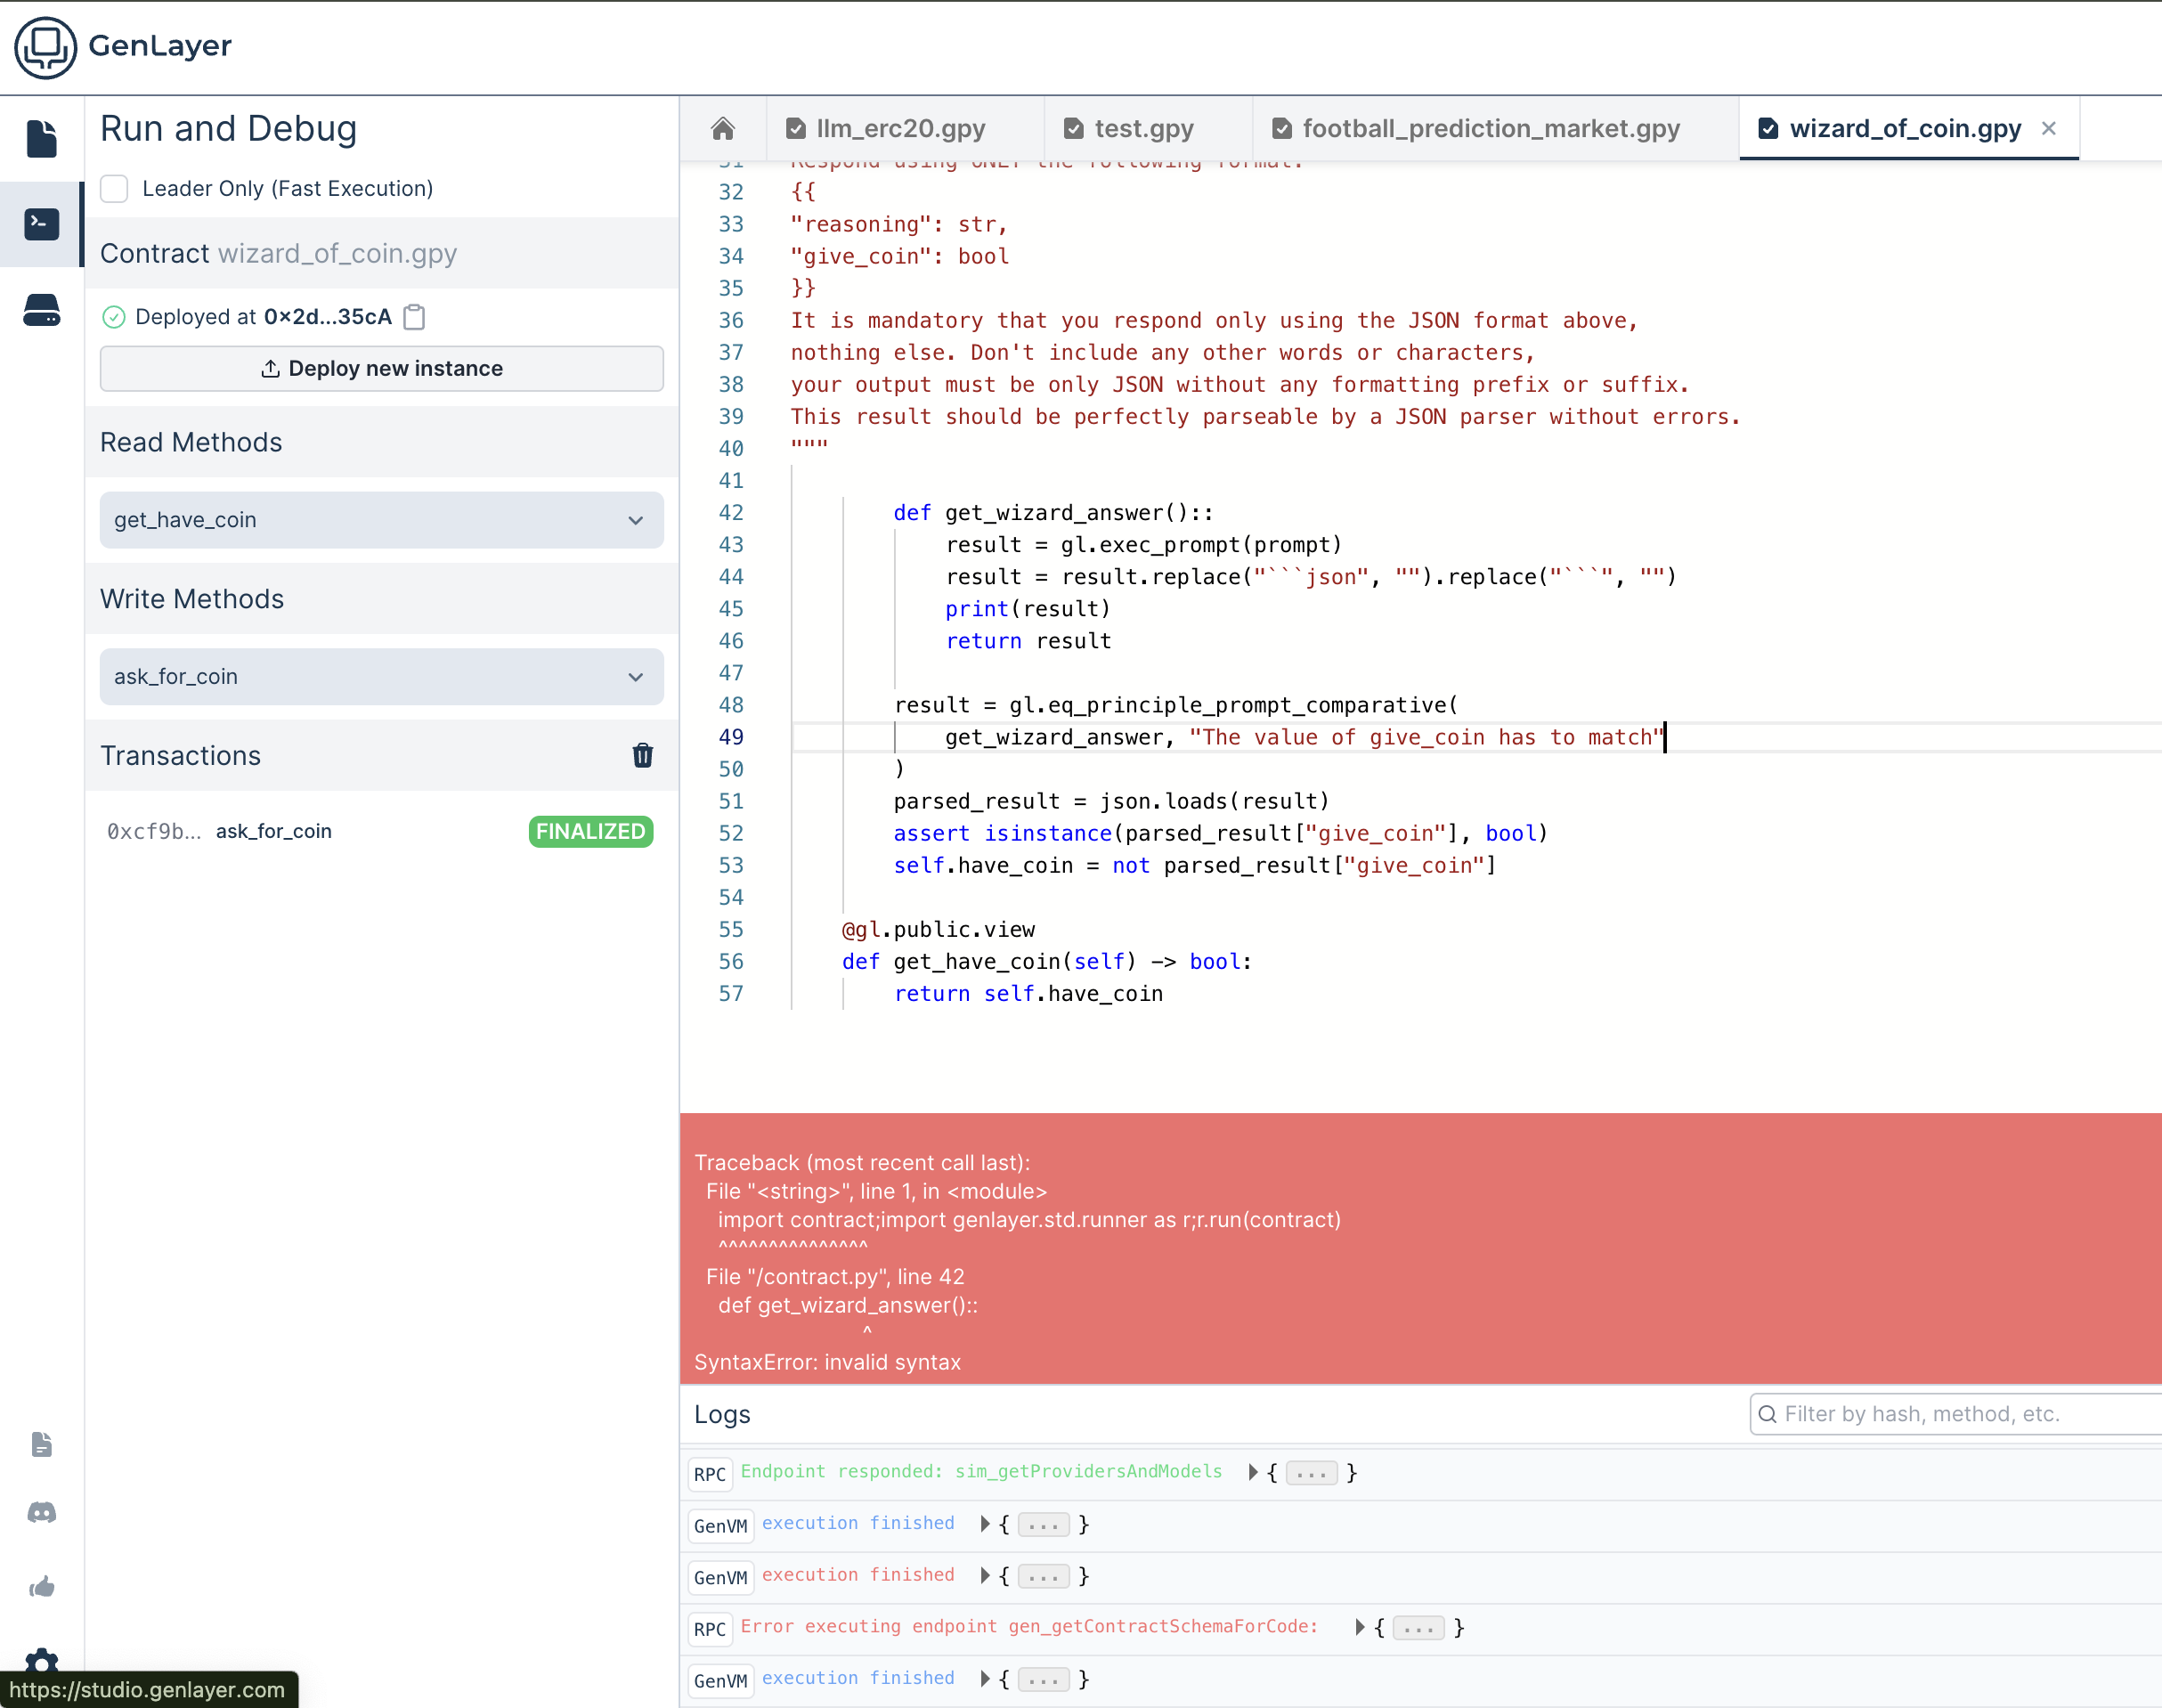 GenLayer
Run and Debug
Leader Only (Fast Execution)
Contract wizard_of_coin.gpy
Deployed at 0x2d...35cA
Deploy new instance
Read Methods
get_have_coin
Write Methods
ask_for_coin
Transactions
0xcf9b... ask_for_coin FINALIZED
llm_erc20.gpy test.gpy football_prediction_market.gpy wizard_of_coin.gpy
31 Respond using ONLY the following format:
32 {{
33 "reasoning": str,
34 "give_coin": bool
35 }}
36 It is mandatory that you respond only using the JSON format above,
37 nothing else. Don't include any other words or characters,
38 your output must be only JSON without any formatting prefix or suffix.
39 This result should be perfectly parseable by a JSON parser without errors.
40 """
41
42 def get_wizard_answer()::
43 result = gl.exec_prompt(prompt)
44 result = result.replace("```json", "").replace("```", "")
45 print(result)
46 return result
47
48 result = gl.eq_principle_prompt_comparative(
49 get_wizard_answer, "The value of give_coin has to match"
50 )
51 parsed_result = json.loads(result)
52 assert isinstance(parsed_result["give_coin"], bool)
53 self.have_coin = not parsed_result["give_coin"]
54
55 @gl.public.view
56 def get_have_coin(self) -> bool:
57 return self.have_coin
Traceback (most recent call last):
File "<string>", line 1, in <module>
import contract;import genlayer.std.runner as r;r.run(contract)
^^^^^^^^^^^^^^^
File "/contract.py", line 42
def get_wizard_answer()::
^
SyntaxError: invalid syntax
Logs
Filter by hash, method, etc.
RPC Endpoint responded: sim_getProvidersAndModels { ... }
GenVM execution finished { ... }
GenVM execution finished { ... }
RPC Error executing endpoint gen_getContractSchemaForCode: { ... }
GenVM execution finished { ... }
https://studio.genlayer.com